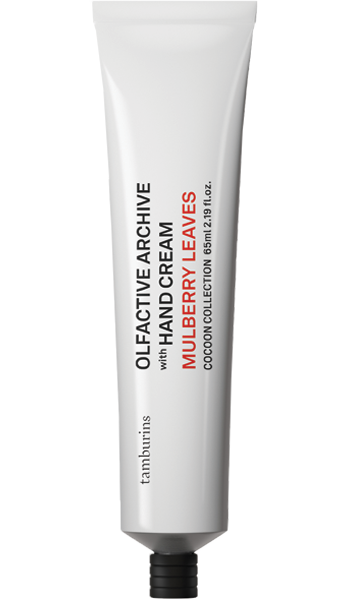 OLFACTIVE ARCHIVE
with HAND CREAM
MULBERRY LEAVES
COCOON COLLECTION 65ml 2.19 fl.oz.
tamburins